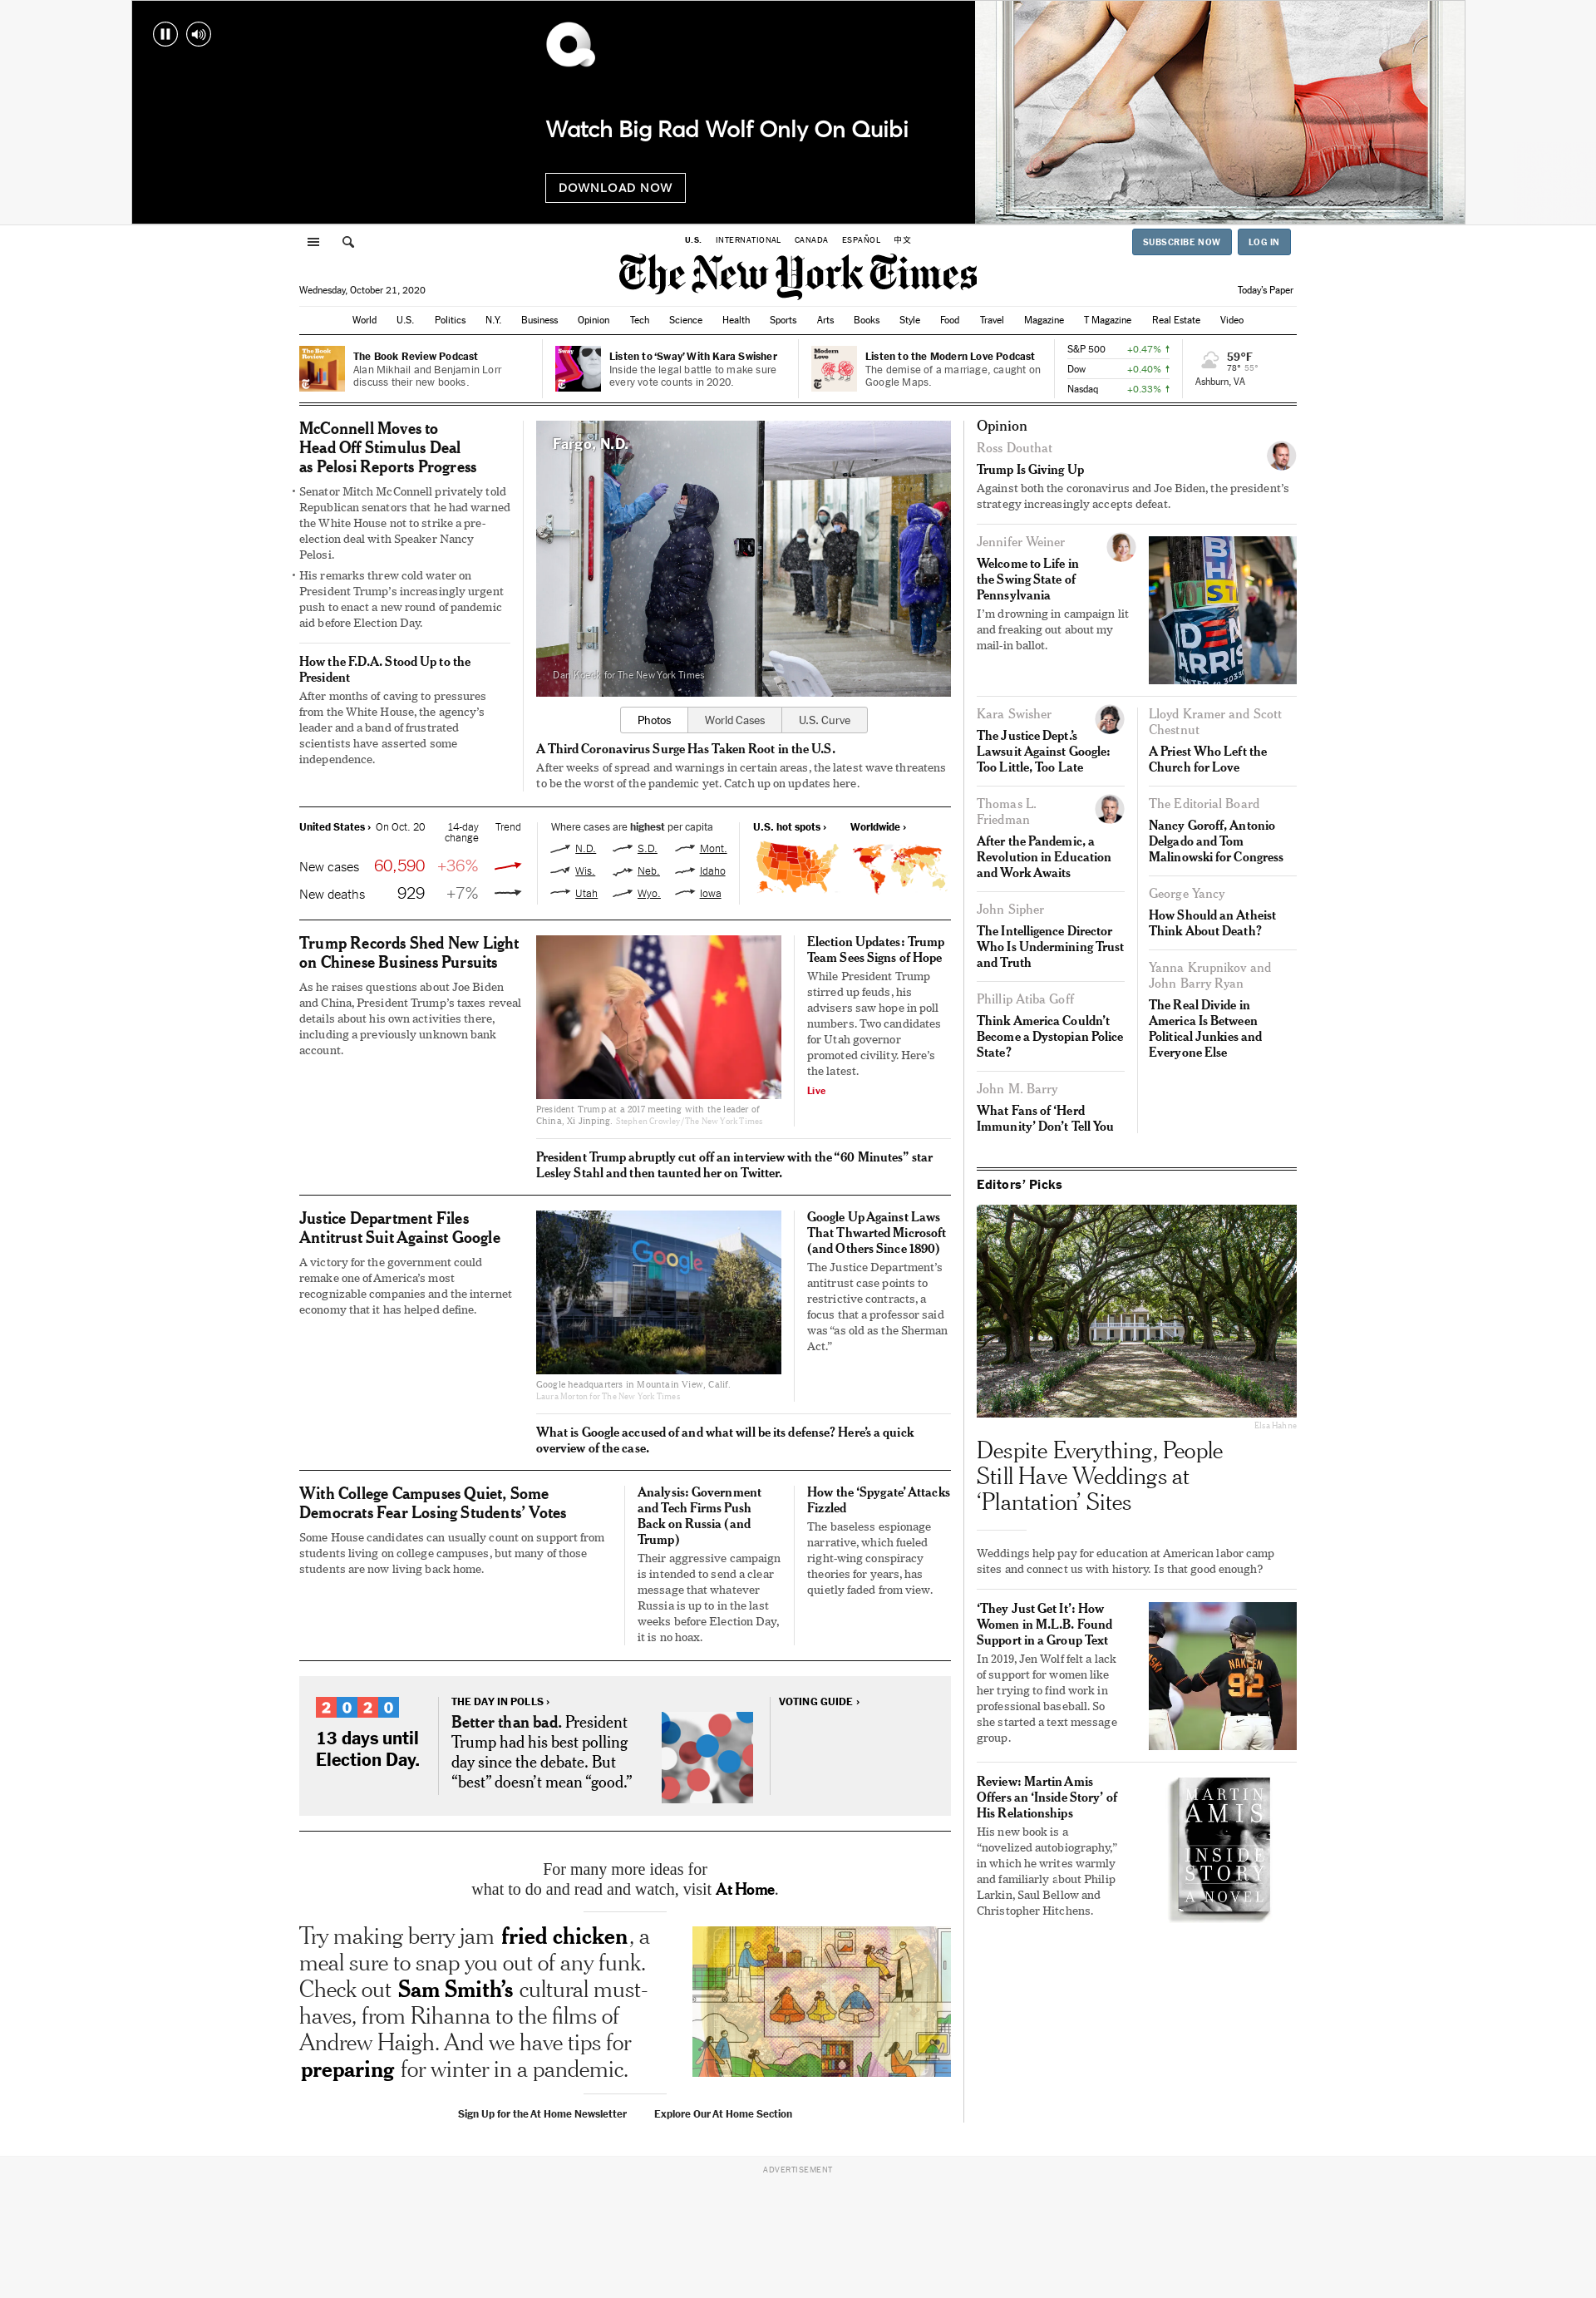 Watch Big Rad Wolf Only On Quibi
DOWNLOAD NOW
U.S. INTERNATIONAL CANADA ESPAÑOL 中文
SUBSCRIBE NOW LOG IN
The New York Times
Wednesday, October 21, 2020
Today's Paper
World U.S. Politics N.Y. Business Opinion Tech Science Health Sports Arts Books Style Food Travel Magazine T Magazine Real Estate Video
The Book Review
The Book Review Podcast
Alan Mikhail and Benjamin Lorr
discuss their new books.
Sway
Listen to ‘Sway’ With Kara Swisher
Inside the legal battle to make sure
every vote counts in 2020.
Modern Love
Listen to the Modern Love Podcast
The demise of a marriage, caught on
Google Maps.
S&P 500 +0.47% ↑
Dow +0.40% ↑
Nasdaq +0.33% ↑
59°F
78° 55°
Ashburn, VA
McConnell Moves to
Head Off Stimulus Deal
as Pelosi Reports Progress
• Senator Mitch McConnell privately told
Republican senators that he had warned
the White House not to strike a pre-
election deal with Speaker Nancy
Pelosi.
• His remarks threw cold water on
President Trump’s increasingly urgent
push to enact a new round of pandemic
aid before Election Day.
How the F.D.A. Stood Up to the
President
After months of caving to pressures
from the White House, the agency’s
leader and a band of frustrated
scientists have asserted some
independence.
Fargo, N.D.
Dan Koeck for The New York Times
Photos World Cases U.S. Curve
A Third Coronavirus Surge Has Taken Root in the U.S.
After weeks of spread and warnings in certain areas, the latest wave threatens
to be the worst of the pandemic yet. Catch up on updates here.
United States › On Oct. 20 14-day
change Trend
New cases 60,590 +36%
New deaths 929 +7%
Where cases are highest per capita
N.D. S.D. Mont.
Wis. Neb. Idaho
Utah Wyo. Iowa
U.S. hot spots › Worldwide ›
Trump Records Shed New Light
on Chinese Business Pursuits
As he raises questions about Joe Biden
and China, President Trump’s taxes reveal
details about his own activities there,
including a previously unknown bank
account.
President Trump at a 2017 meeting with the leader of
China, Xi Jinping. Stephen Crowley/The New York Times
Election Updates: Trump
Team Sees Signs of Hope
While President Trump
stirred up feuds, his
advisers saw hope in poll
numbers. Two candidates
for Utah governor
promoted civility. Here’s
the latest.
Live
President Trump abruptly cut off an interview with the “60 Minutes” star
Lesley Stahl and then taunted her on Twitter.
Justice Department Files
Antitrust Suit Against Google
A victory for the government could
remake one of America’s most
recognizable companies and the internet
economy that it has helped define.
Google
Google headquarters in Mountain View, Calif.
Laura Morton for The New York Times
Google Up Against Laws
That Thwarted Microsoft
(and Others Since 1890)
The Justice Department’s
antitrust case points to
restrictive contracts, a
focus that a professor said
was “as old as the Sherman
Act.”
What is Google accused of and what will be its defense? Here’s a quick
overview of the case.
With College Campuses Quiet, Some
Democrats Fear Losing Students’ Votes
Some House candidates can usually count on support from
students living on college campuses, but many of those
students are now living back home.
Analysis: Government
and Tech Firms Push
Back on Russia (and
Trump)
Their aggressive campaign
is intended to send a clear
message that whatever
Russia is up to in the last
weeks before Election Day,
it is no hoax.
How the ‘Spygate’ Attacks
Fizzled
The baseless espionage
narrative, which fueled
right-wing conspiracy
theories for years, has
quietly faded from view.
2020
13 days until
Election Day.
THE DAY IN POLLS ›
Better than bad. President
Trump had his best polling
day since the debate. But
“best” doesn’t mean “good.”
VOTING GUIDE ›
For many more ideas for
what to do and read and watch, visit At Home.
Try making berry jam fried chicken, a
meal sure to snap you out of any funk.
Check out Sam Smith’s cultural must-
haves, from Rihanna to the films of
Andrew Haigh. And we have tips for
preparing for winter in a pandemic.
Sign Up for the At Home Newsletter Explore Our At Home Section
Opinion
Ross Douthat
Trump Is Giving Up
Against both the coronavirus and Joe Biden, the president’s
strategy increasingly accepts defeat.
Jennifer Weiner
Welcome to Life in
the Swing State of
Pennsylvania
I’m drowning in campaign lit
and freaking out about my
mail-in ballot.
Kara Swisher
The Justice Dept.’s
Lawsuit Against Google:
Too Little, Too Late
Thomas L.
Friedman
After the Pandemic, a
Revolution in Education
and Work Awaits
John Sipher
The Intelligence Director
Who Is Undermining Trust
and Truth
Phillip Atiba Goff
Think America Couldn’t
Become a Dystopian Police
State?
John M. Barry
What Fans of ‘Herd
Immunity’ Don’t Tell You
Lloyd Kramer and Scott
Chestnut
A Priest Who Left the
Church for Love
The Editorial Board
Nancy Goroff, Antonio
Delgado and Tom
Malinowski for Congress
George Yancy
How Should an Atheist
Think About Death?
Yanna Krupnikov and
John Barry Ryan
The Real Divide in
America Is Between
Political Junkies and
Everyone Else
Editors’ Picks
Elsa Hahne
Despite Everything, People
Still Have Weddings at
‘Plantation’ Sites
Weddings help pay for education at American labor camp
sites and connect us with history. Is that good enough?
‘They Just Get It’: How
Women in M.L.B. Found
Support in a Group Text
In 2019, Jen Wolf felt a lack
of support for women like
her trying to find work in
professional baseball. So
she started a text message
group.
NAKKEN
92
Review: Martin Amis
Offers an ‘Inside Story’ of
His Relationships
His new book is a
“novelized autobiography,”
in which he writes warmly
and familiarly about Philip
Larkin, Saul Bellow and
Christopher Hitchens.
MARTIN
AMIS
INSIDE
STORY
A NOVEL
ADVERTISEMENT